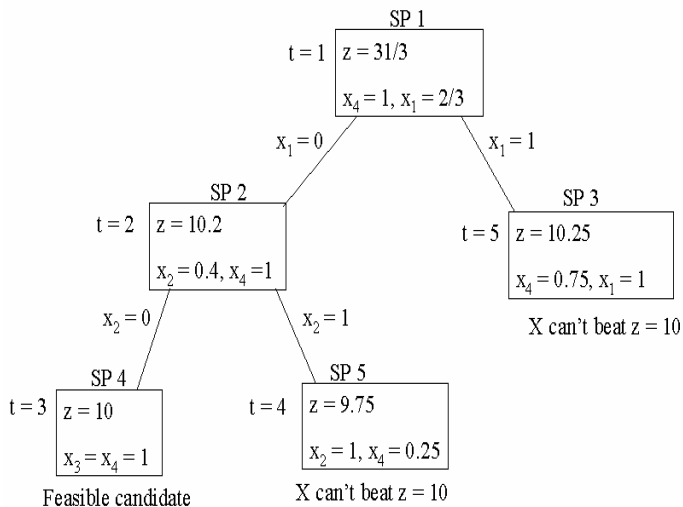 SP 1
t = 1
z = 31/3
x₄ = 1, x₁ = 2/3
x₁ = 0
x₁ = 1
SP 2
t = 2
z = 10.2
x₂ = 0.4, x₄ =1
SP 3
t = 5
z = 10.25
x₄ = 0.75, x₁ = 1
X can't beat z = 10
x₂ = 0
x₂ = 1
SP 4
t = 3
z = 10
x₃ = x₄ = 1
Feasible candidate
SP 5
t = 4
z = 9.75
x₂ = 1, x₄ = 0.25
X can't beat z = 10